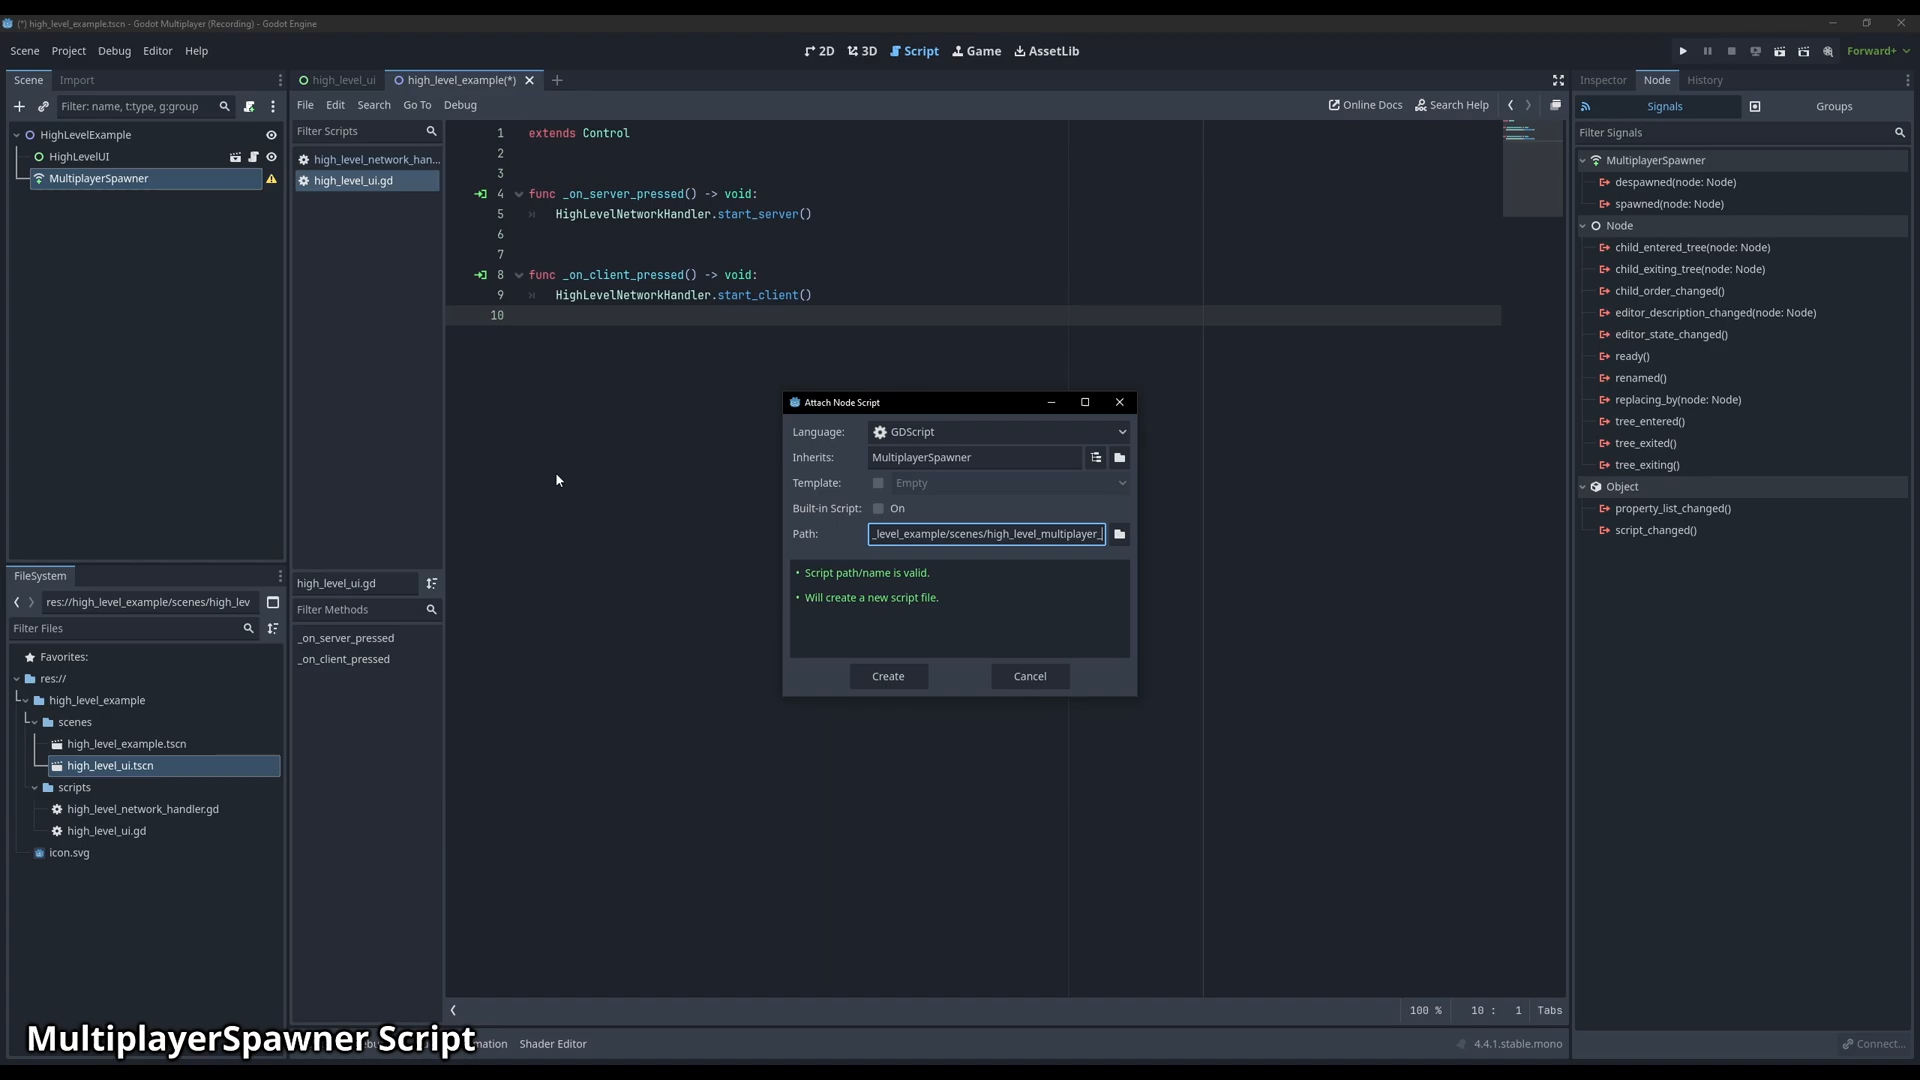 (*) high_level_example.tscn - Godot Multiplayer (Recording) - Godot Engine
Scene Project Debug Editor Help
2D 3D Script Game AssetLib
Forward+
Scene Import
Filter: name, t:type, g:group
HighLevelExample
HighLevelUI
MultiplayerSpawner
high_level_ui high_level_example(*)
File Edit Search Go To Debug
Online Docs Search Help
Filter Scripts
high_level_network_han...
high_level_ui.gd
1 extends Control
2
3
4 func _on_server_pressed() -> void:
5 HighLevelNetworkHandler.start_server()
6
7
8 func _on_client_pressed() -> void:
9 HighLevelNetworkHandler.start_client()
10
high_level_ui.gd
Filter Methods
_on_server_pressed
_on_client_pressed
Attach Node Script
Language: GDScript
Inherits: MultiplayerSpawner
Template: Empty
Built-in Script: On
Path: _level_example/scenes/high_level_multiplayer_
• Script path/name is valid.
• Will create a new script file.
Create Cancel
Inspector Node History
Signals Groups
Filter Signals
MultiplayerSpawner
despawned(node: Node)
spawned(node: Node)
Node
child_entered_tree(node: Node)
child_exiting_tree(node: Node)
child_order_changed()
editor_description_changed(node: Node)
editor_state_changed()
ready()
renamed()
replacing_by(node: Node)
tree_entered()
tree_exited()
tree_exiting()
Object
property_list_changed()
script_changed()
FileSystem
res://high_level_example/scenes/high_lev
Filter Files
Favorites:
res://
high_level_example
scenes
high_level_example.tscn
high_level_ui.tscn
scripts
high_level_network_handler.gd
high_level_ui.gd
icon.svg
100 % 10 : 1 Tabs
MultiplayerSpawner Script
Shader Editor
4.4.1.stable.mono
Connect...